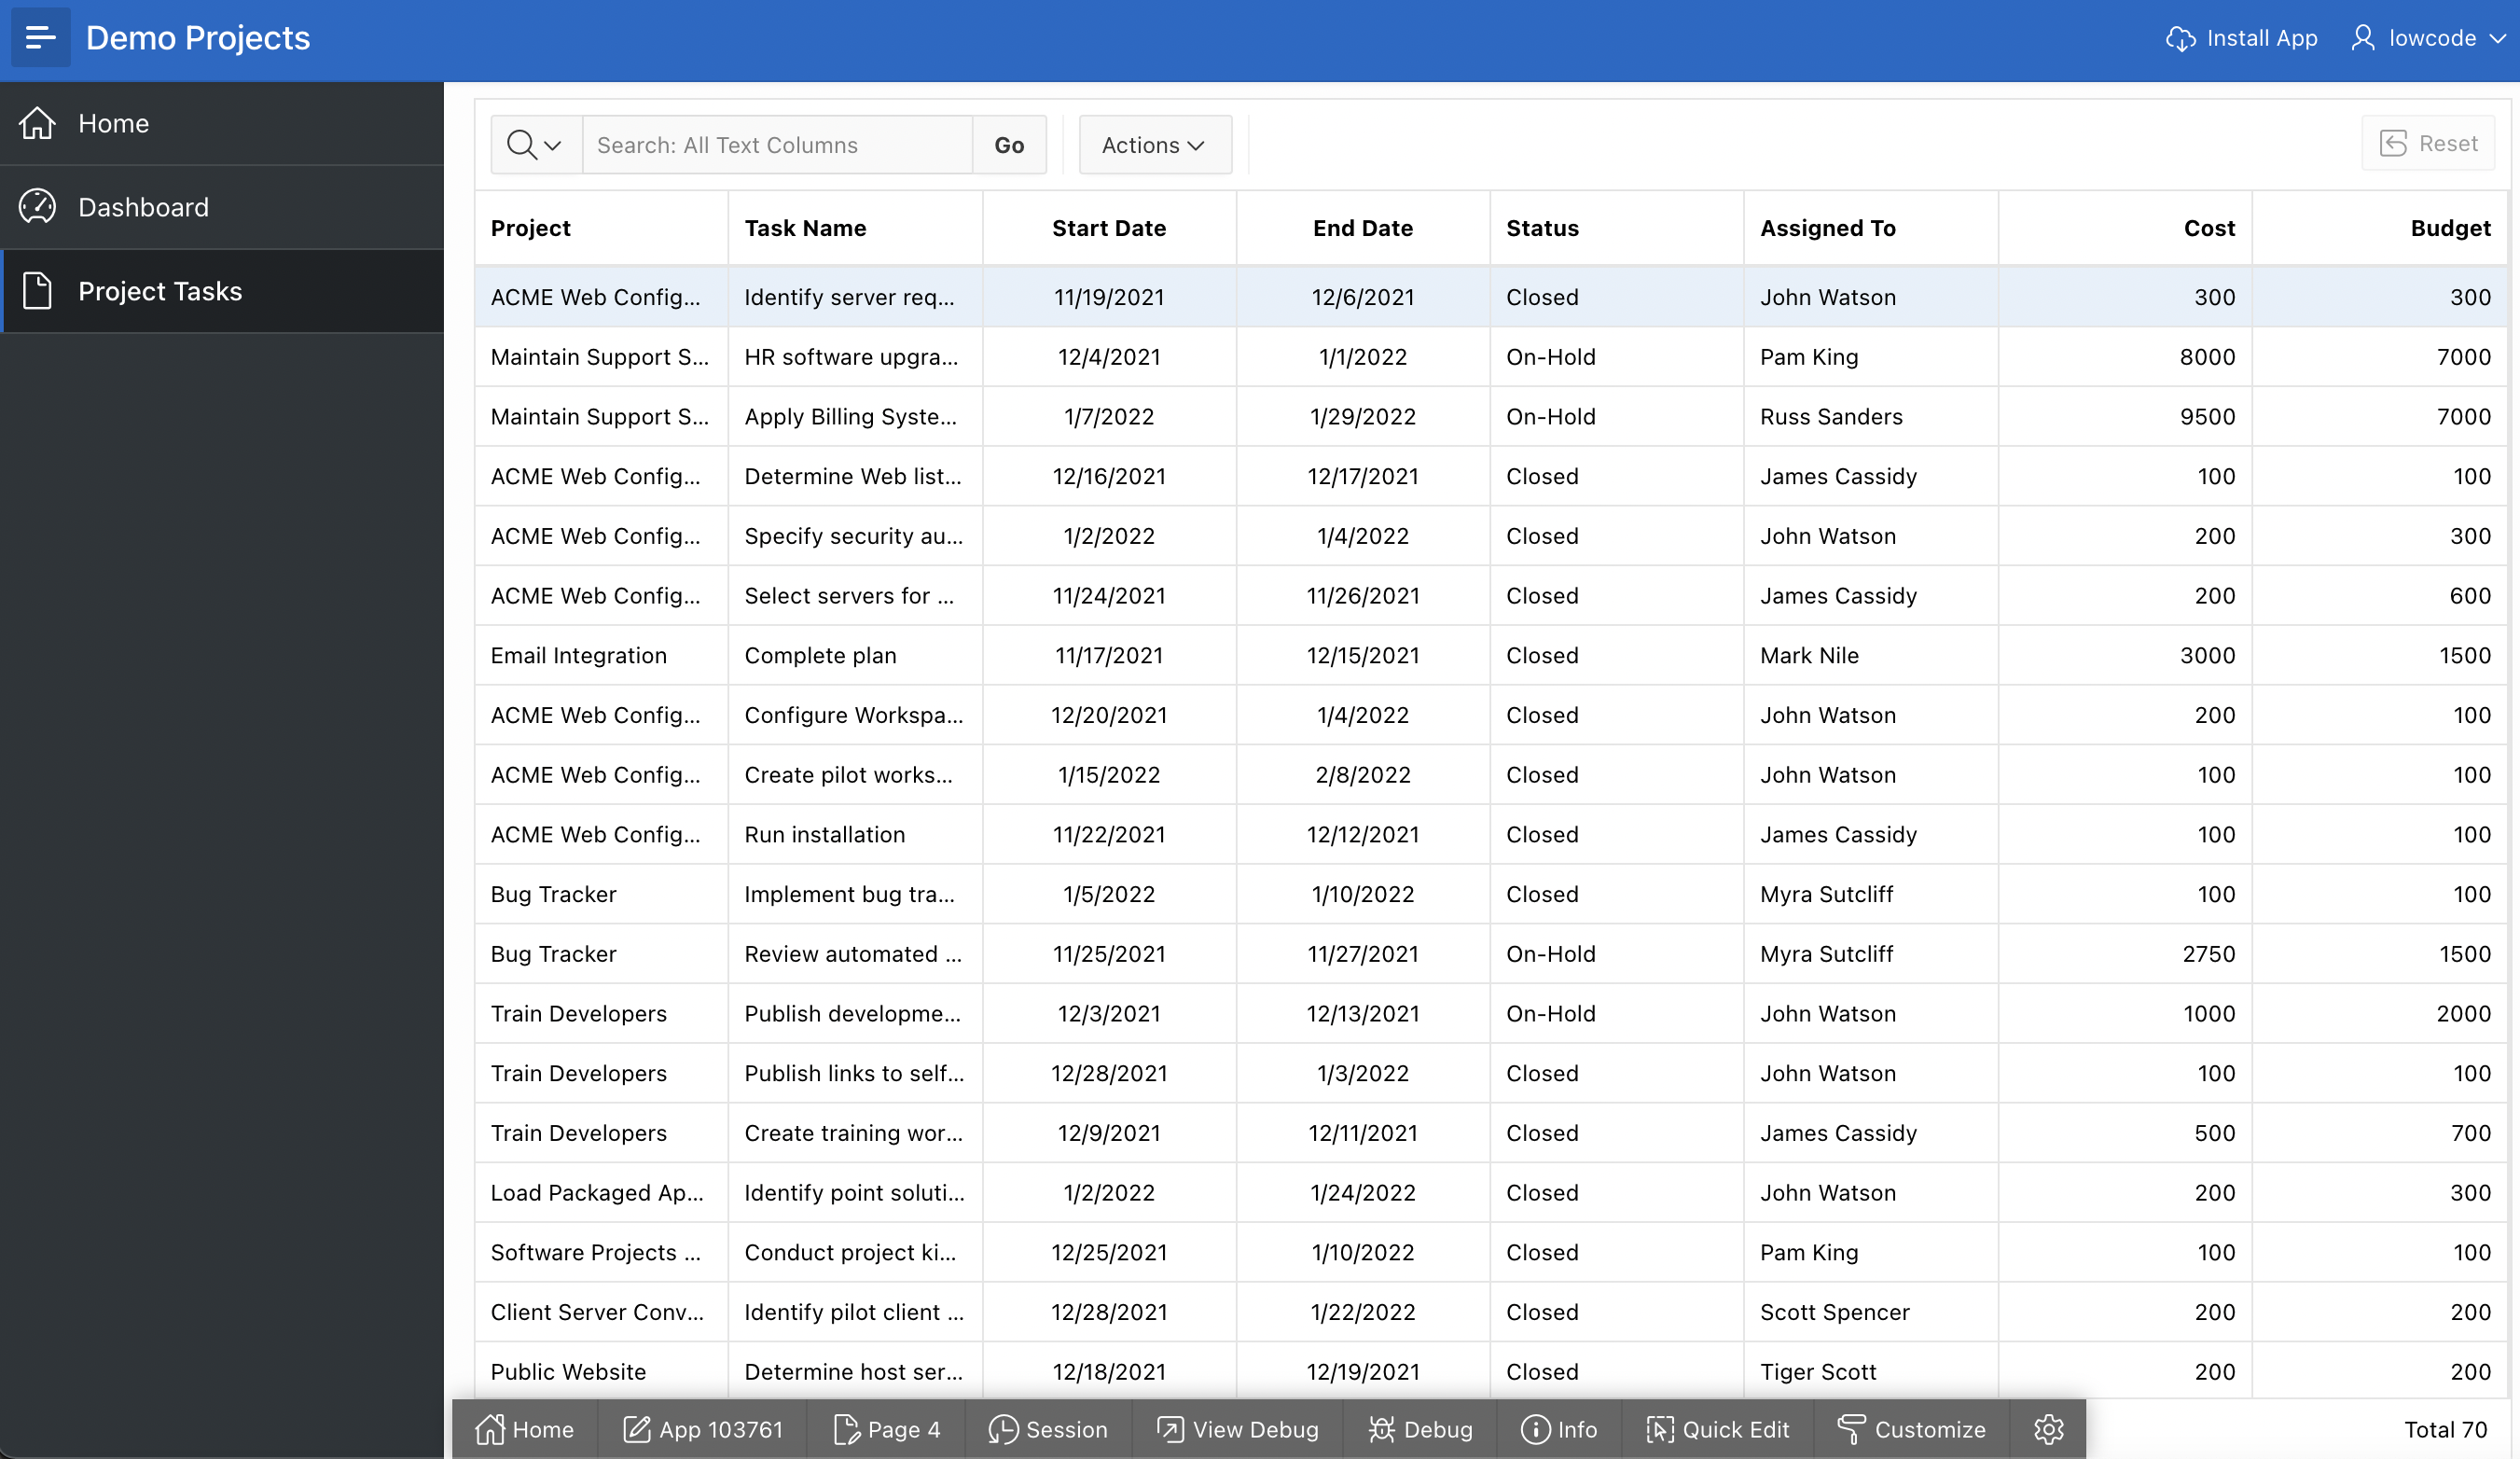 Demo Projects
Install App
lowcode
Home
Dashboard
Project Tasks
Search: All Text Columns
Go
Actions
Reset
Project Task Name Start Date End Date Status Assigned To Cost Budget
ACME Web Config... Identify server req... 11/19/2021 12/6/2021 Closed John Watson 300 300
Maintain Support S... HR software upgra... 12/4/2021 1/1/2022 On-Hold Pam King 8000 7000
Maintain Support S... Apply Billing Syste... 1/7/2022 1/29/2022 On-Hold Russ Sanders 9500 7000
ACME Web Config... Determine Web list... 12/16/2021 12/17/2021 Closed James Cassidy 100 100
ACME Web Config... Specify security au... 1/2/2022 1/4/2022 Closed John Watson 200 300
ACME Web Config... Select servers for ... 11/24/2021 11/26/2021 Closed James Cassidy 200 600
Email Integration Complete plan 11/17/2021 12/15/2021 Closed Mark Nile 3000 1500
ACME Web Config... Configure Workspa... 12/20/2021 1/4/2022 Closed John Watson 200 100
ACME Web Config... Create pilot works... 1/15/2022 2/8/2022 Closed John Watson 100 100
ACME Web Config... Run installation 11/22/2021 12/12/2021 Closed James Cassidy 100 100
Bug Tracker Implement bug tra... 1/5/2022 1/10/2022 Closed Myra Sutcliff 100 100
Bug Tracker Review automated ... 11/25/2021 11/27/2021 On-Hold Myra Sutcliff 2750 1500
Train Developers Publish developme... 12/3/2021 12/13/2021 On-Hold John Watson 1000 2000
Train Developers Publish links to self... 12/28/2021 1/3/2022 Closed John Watson 100 100
Train Developers Create training wor... 12/9/2021 12/11/2021 Closed James Cassidy 500 700
Load Packaged Ap... Identify point soluti... 1/2/2022 1/24/2022 Closed John Watson 200 300
Software Projects ... Conduct project ki... 12/25/2021 1/10/2022 Closed Pam King 100 100
Client Server Conv... Identify pilot client ... 12/28/2021 1/22/2022 Closed Scott Spencer 200 200
Public Website Determine host ser... 12/18/2021 12/19/2021 Closed Tiger Scott 200 200
Home App 103761 Page 4 Session View Debug Debug Info Quick Edit Customize
Total 70